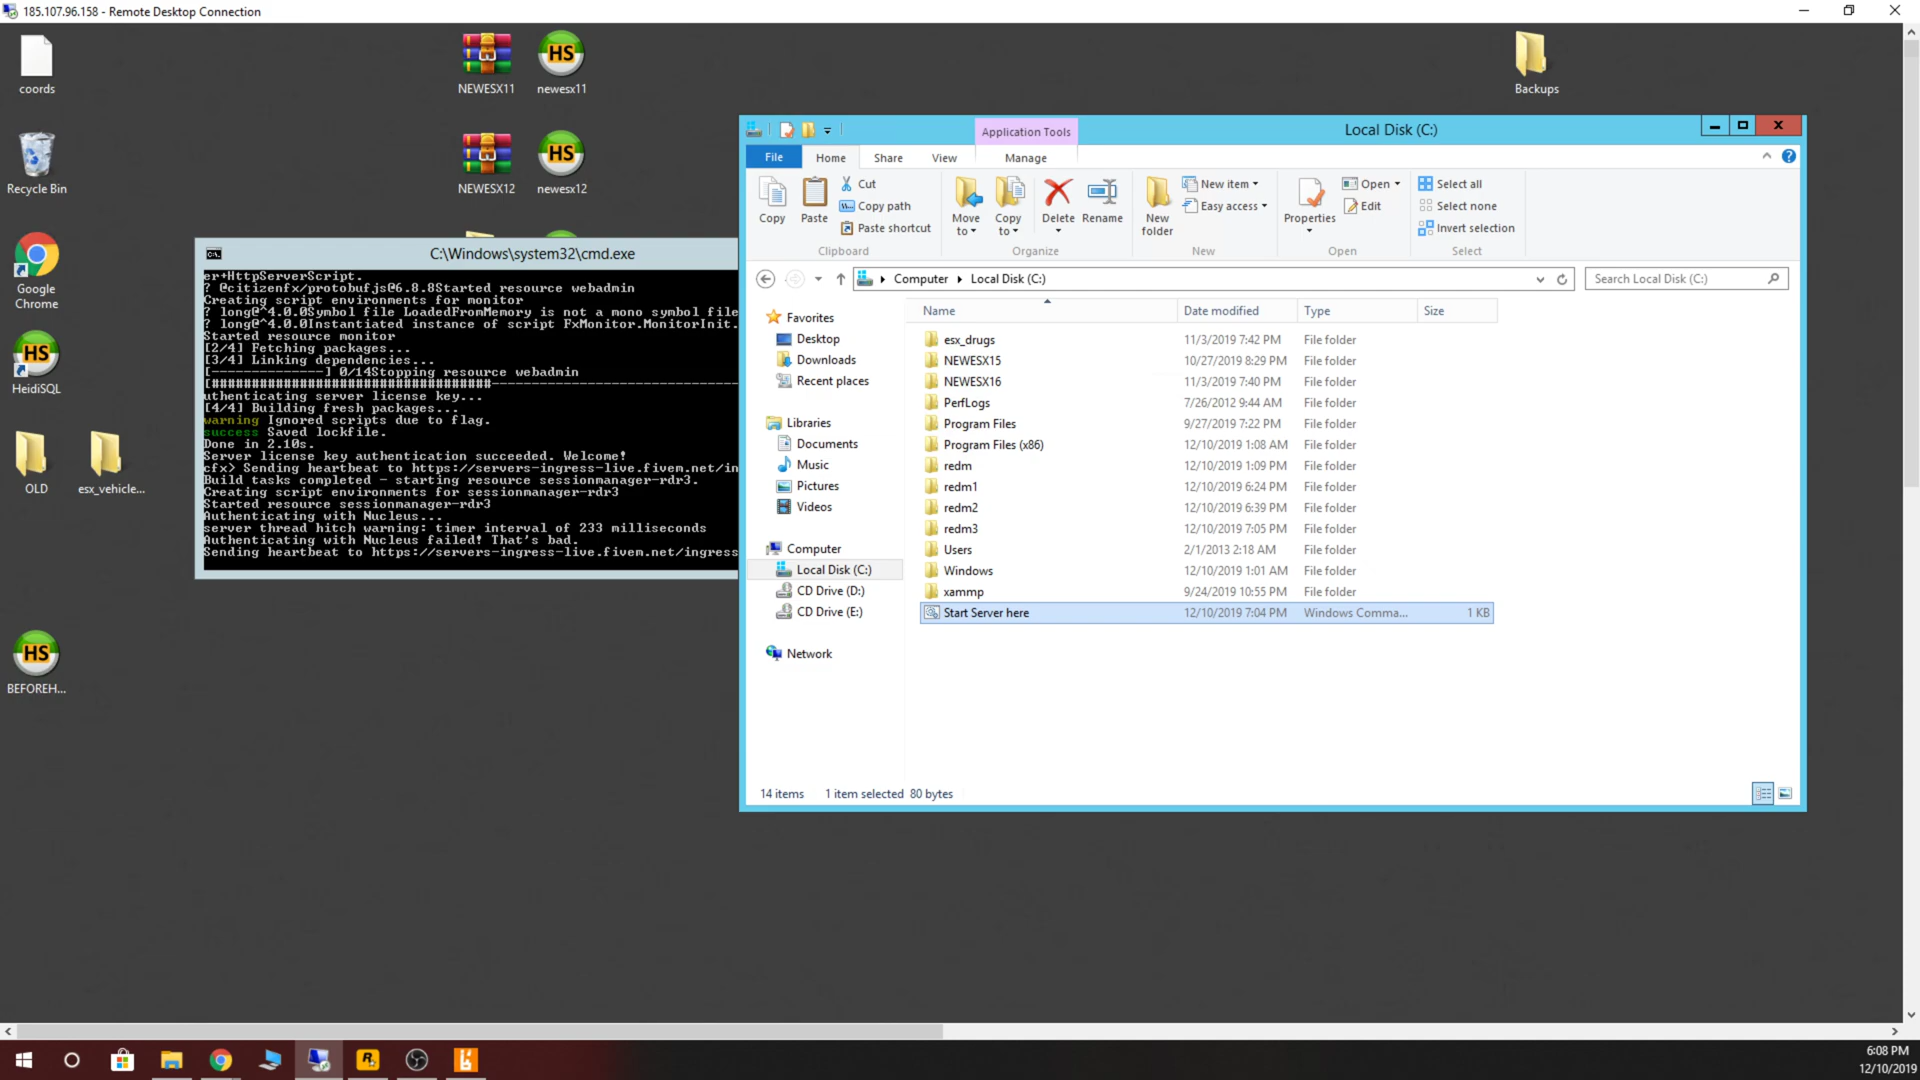 185.107.96.158 - Remote Desktop Connection
coords
NEWESX11
newesx11
Backups
Recycle Bin
NEWESX12
newesx12
Google
Chrome
HeidiSQL
OLD
esx_vehicle...
BEFOREH...
C:\Windows\system32\cmd.exe
er+HttpServerScript.
? @citizenfx/protobufjs@6.8.8Started resource webadmin
Creating script environments for monitor
? long@^4.0.0Symbol file LoadedFromMemory is not a mono symbol file
? long@^4.0.0Instantiated instance of script FxMonitor.MonitorInit.
Started resource monitor
[2/4] Fetching packages...
[3/4] Linking dependencies...
[--------------] 0/14Stopping resource webadmin
[####################################--------------------------------
uthenticating server license key...
[4/4] Building fresh packages...
warning Ignored scripts due to flag.
success Saved lockfile.
Done in 2.10s.
Server license key authentication succeeded. Welcome!
cfx> Sending heartbeat to https://servers-ingress-live.fivem.net/in
Build tasks completed - starting resource sessionmanager-rdr3.
Creating script environments for sessionmanager-rdr3
Started resource sessionmanager-rdr3
Authenticating with Nucleus...
server thread hitch warning: timer interval of 233 milliseconds
Authenticating with Nucleus failed! That's bad.
Sending heartbeat to https://servers-ingress-live.fivem.net/ingress
Application Tools
Local Disk (C:)
File Home Share View Manage
Copy
Paste
Cut
Copy path
Paste shortcut
Clipboard
Move
to
Copy
to
Delete
Rename
Organize
New
folder
New item
Easy access
New
Properties
Open
Edit
Open
Select all
Select none
Invert selection
Select
Computer Local Disk (C:)
Search Local Disk (C:)
Favorites
Desktop
Downloads
Recent places
Libraries
Documents
Music
Pictures
Videos
Computer
Local Disk (C:)
CD Drive (D:)
CD Drive (E:)
Network
Name Date modified Type Size
esx_drugs 11/3/2019 7:42 PM File folder
NEWESX15 10/27/2019 8:29 PM File folder
NEWESX16 11/3/2019 7:40 PM File folder
PerfLogs 7/26/2012 9:44 AM File folder
Program Files 9/27/2019 7:22 PM File folder
Program Files (x86) 12/10/2019 1:08 AM File folder
redm 12/10/2019 1:09 PM File folder
redm1 12/10/2019 6:24 PM File folder
redm2 12/10/2019 6:39 PM File folder
redm3 12/10/2019 7:05 PM File folder
Users 2/1/2013 2:18 AM File folder
Windows 12/10/2019 1:01 AM File folder
xammp 9/24/2019 10:55 PM File folder
Start Server here 12/10/2019 7:04 PM Windows Comma... 1 KB
14 items 1 item selected 80 bytes
6:08 PM
12/10/2019